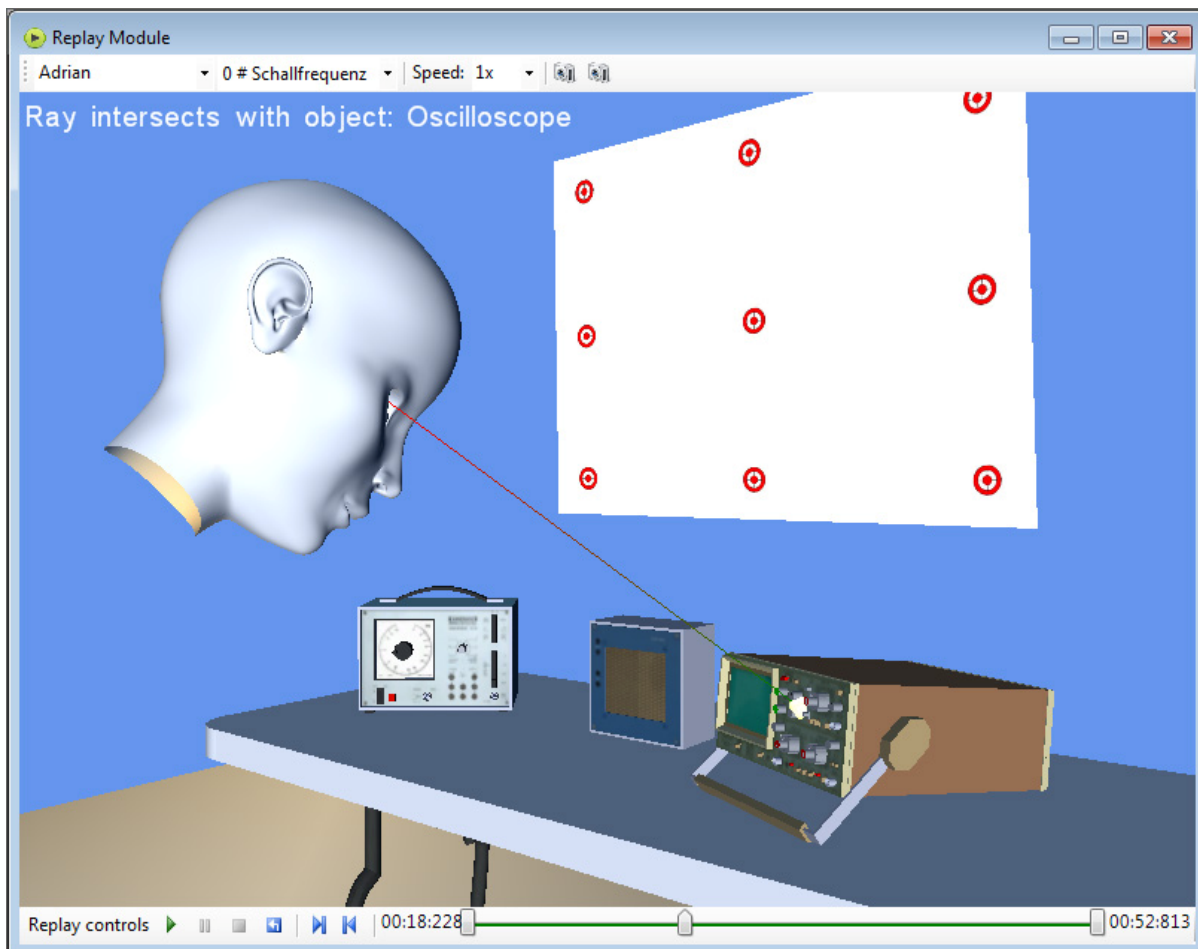 Replay Module
Adrian 0 # Schallfrequenz Speed: 1x
Ray intersects with object: Oscilloscope
Replay controls 00:18:228 00:52:813